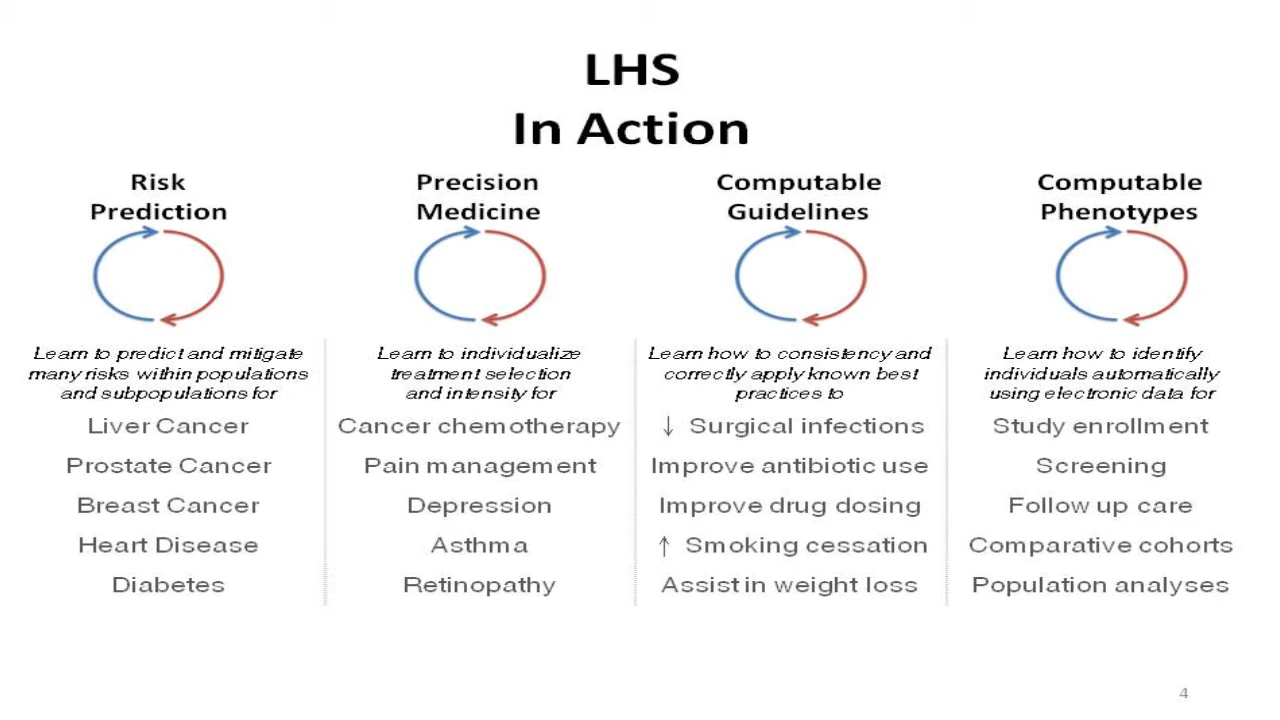 LHS
In Action
Risk
Prediction
Learn to predict and mitigate
many risks within populations
and subpopulations for
Liver Cancer
Prostate Cancer
Breast Cancer
Heart Disease
Diabetes
Precision
Medicine
Learn to individualize
treatment selection
and intensity for
Cancer chemotherapy
Pain management
Depression
Asthma
Retinopathy
Computable
Guidelines
Learn how to consistency and
correctly apply known best
practices to
↓ Surgical infections
Improve antibiotic use
Improve drug dosing
↑ Smoking cessation
Assist in weight loss
Computable
Phenotypes
Learn how to identify
individuals automatically
using electronic data for
Study enrollment
Screening
Follow up care
Comparative cohorts
Population analyses
4